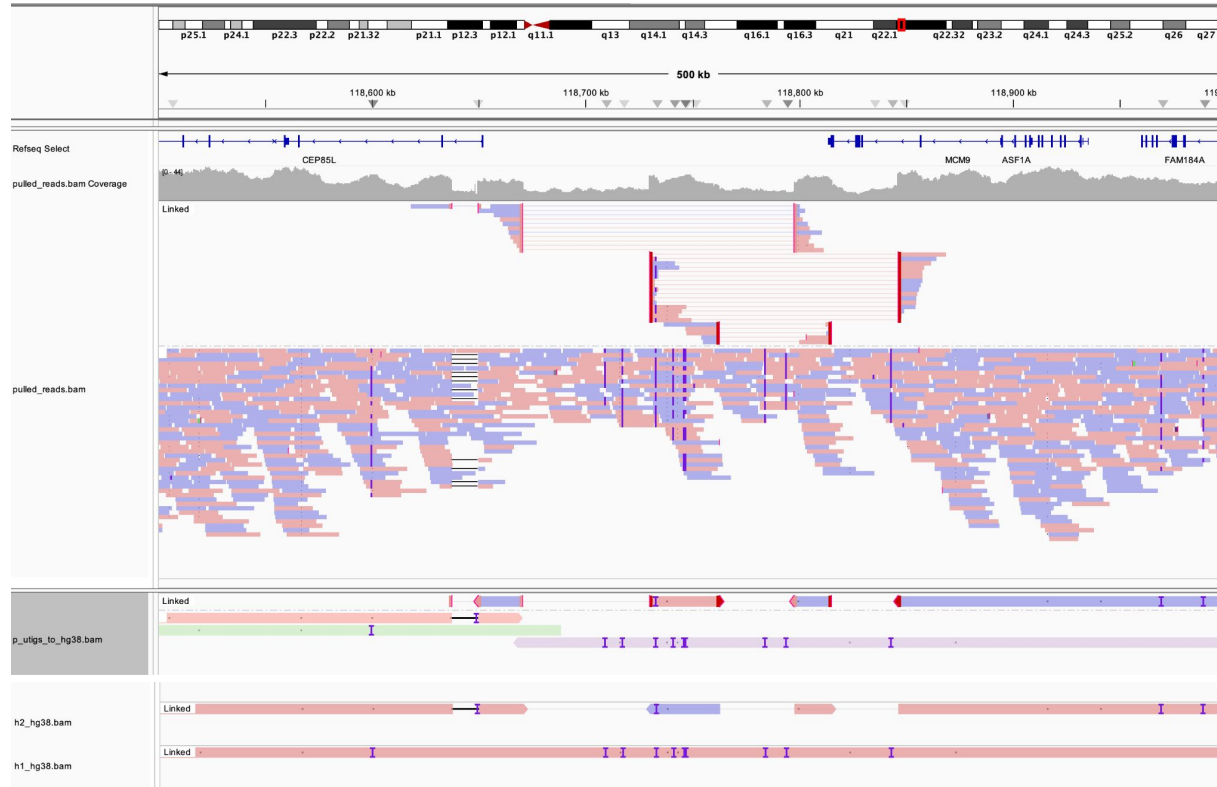 p25.1 p24.1 p22.3 p22.2 p21.32 p21.1 p12.3 p12.1 q11.1 q13 q14.1 q14.3 q16.1 q16.3 q21 q22.1 q22.32 q23.2 q24.1 q24.3 q25.2 q26 q27
500 kb
118,600 kb 118,700 kb 118,800 kb 118,900 kb 119
Refseq Select
CEP85L MCM9 ASF1A FAM184A
pulled_reads.bam Coverage
[0 - 44]
Linked
pulled_reads.bam
Linked
p_utigs_to_hg38.bam
Linked
h2_hg38.bam
Linked
h1_hg38.bam